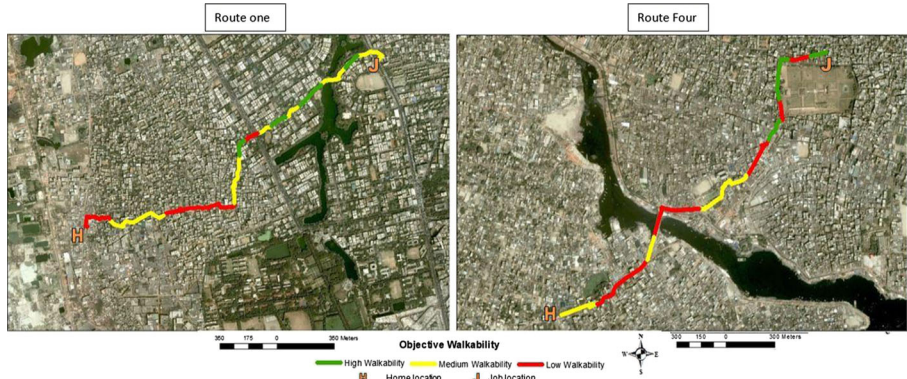 Route one
Route Four
J
J
H
H
350 175 0 350 Meters
Objective Walkability
High Walkability
Medium Walkability
Low Walkability
H Home location
J Job location
N
W E
S
300 150 0 300 Meters